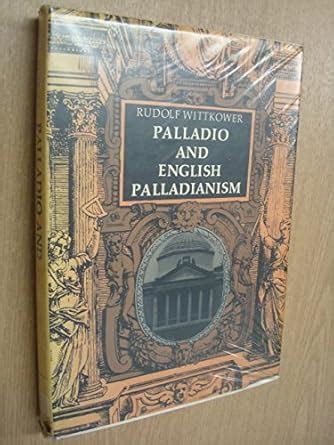 RUDOLF WITTKOWER
PALLADIO
AND
ENGLISH
PALLADIANISM
PALLADIO AND